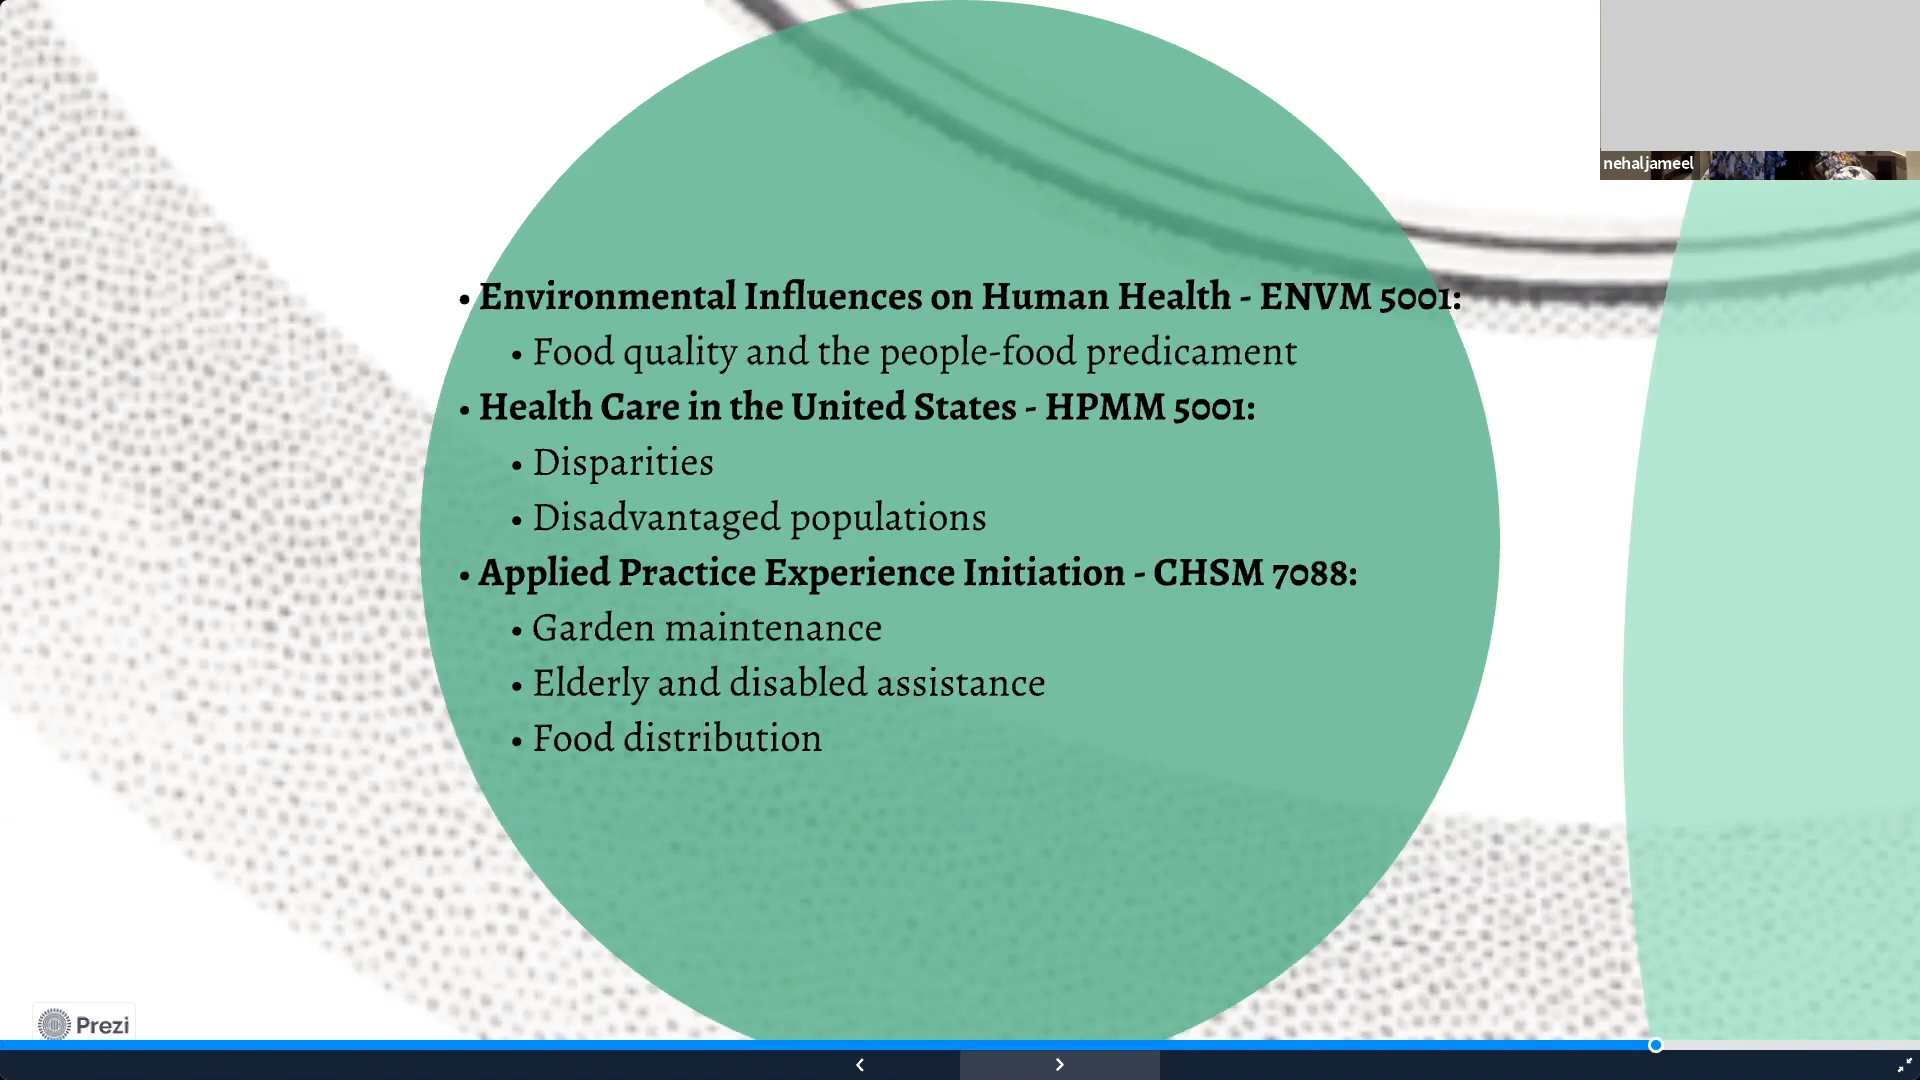 nehaljameel
• Environmental Influences on Human Health - ENVM 5001:
• Food quality and the people-food predicament
• Health Care in the United States - HPMM 5001:
• Disparities
• Disadvantaged populations
• Applied Practice Experience Initiation - CHSM 7088:
• Garden maintenance
• Elderly and disabled assistance
• Food distribution
Prezi